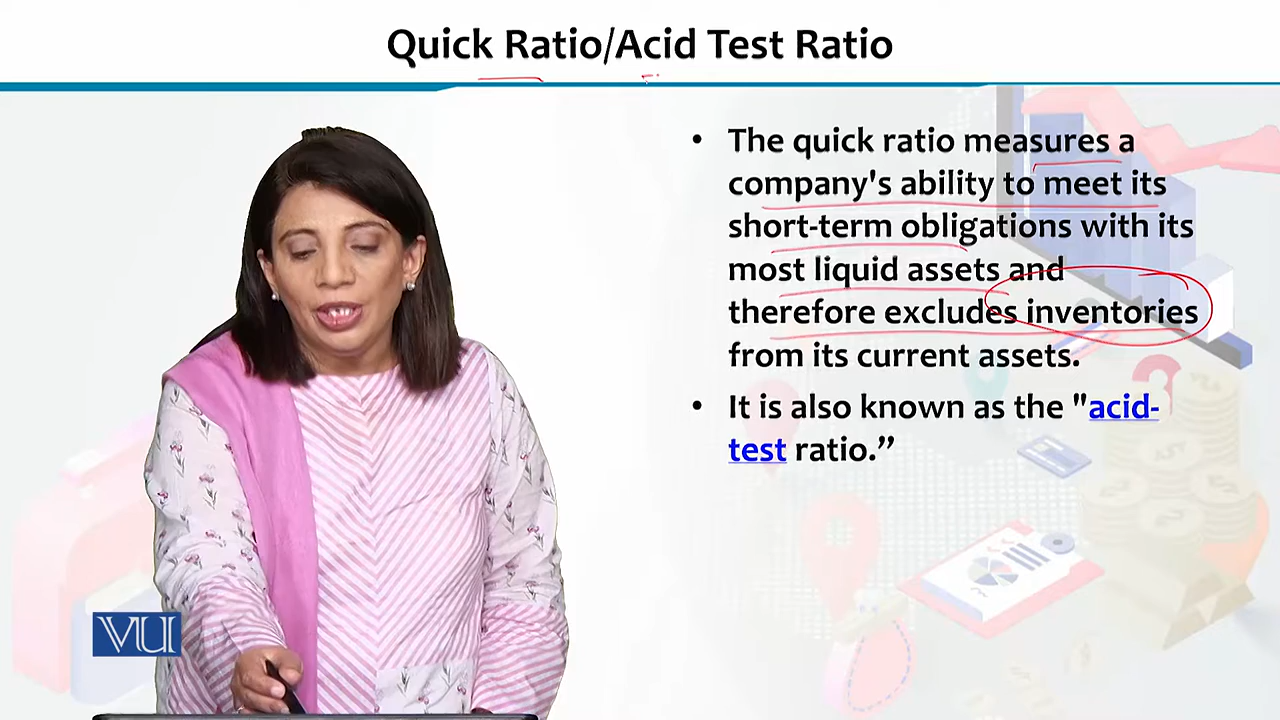 Quick Ratio/Acid Test Ratio
• The quick ratio measures a
company's ability to meet its
short-term obligations with its
most liquid assets and
therefore excludes inventories
from its current assets.
• It is also known as the "acid-
test ratio.”
VU